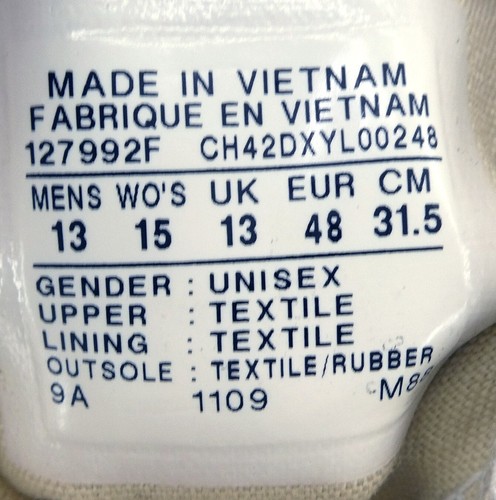 MADE IN VIETNAM
FABRIQUE EN VIETNAM
127992F CH42DXYL00248
MENS WO'S UK EUR CM
13 15 13 48 31.5
GENDER : UNISEX
UPPER : TEXTILE
LINING : TEXTILE
OUTSOLE : TEXTILE/RUBBER
9A 1109